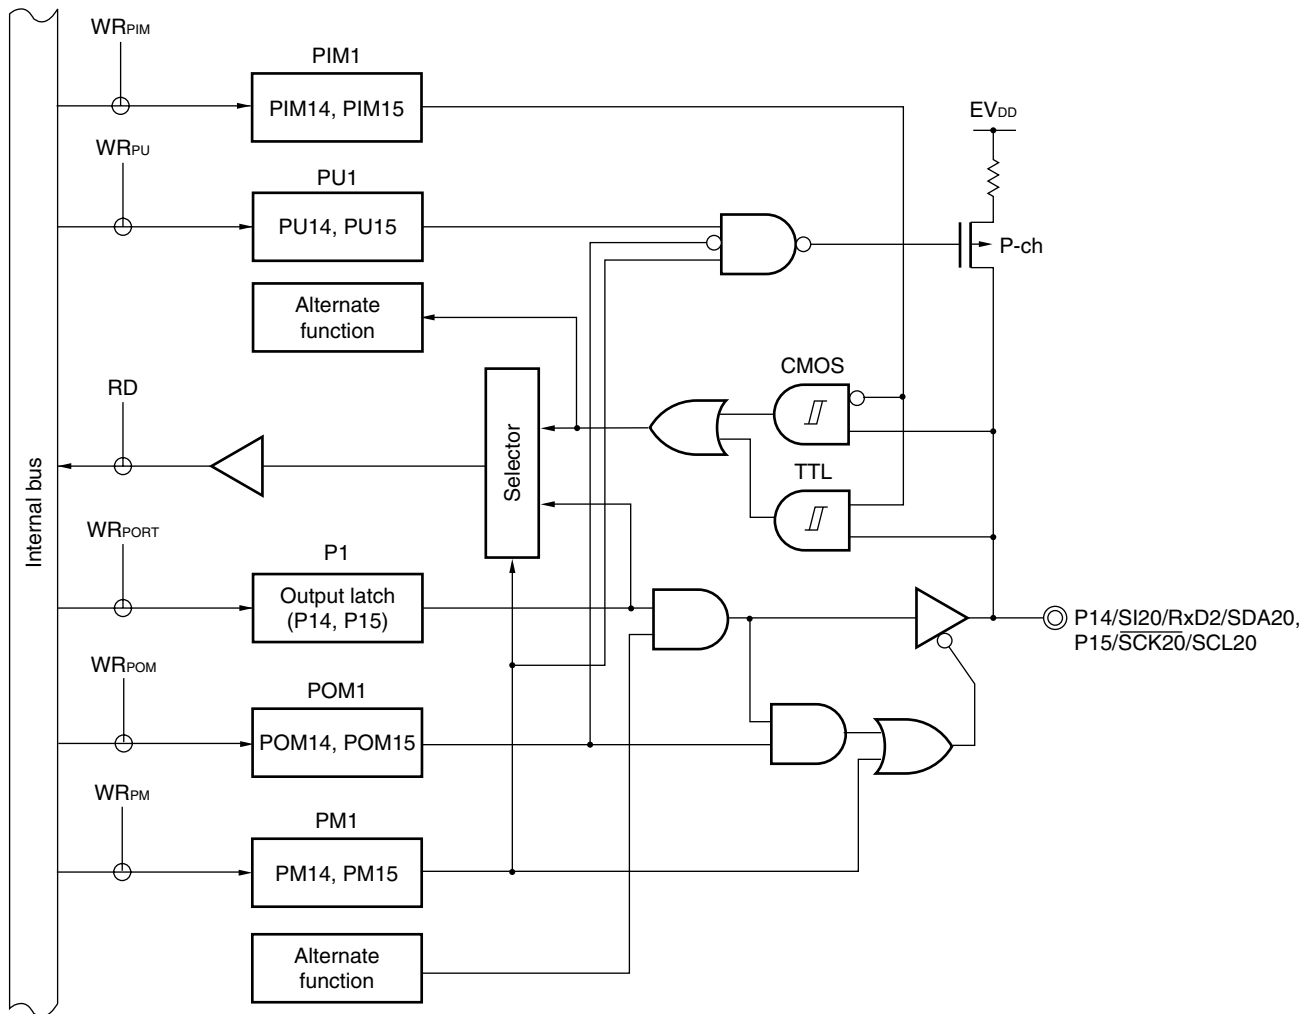 WRPIM
PIM1
PIM14, PIM15
EVDD
WRPU
PU1
PU14, PU15
P-ch
Alternate
function
CMOS
RD
Selector
TTL
Internal bus
WRPORT
P1
Output latch
(P14, P15)
P14/SI20/RxD2/SDA20,
P15/SCK20/SCL20
WRPOM
POM1
POM14, POM15
WRPM
PM1
PM14, PM15
Alternate
function